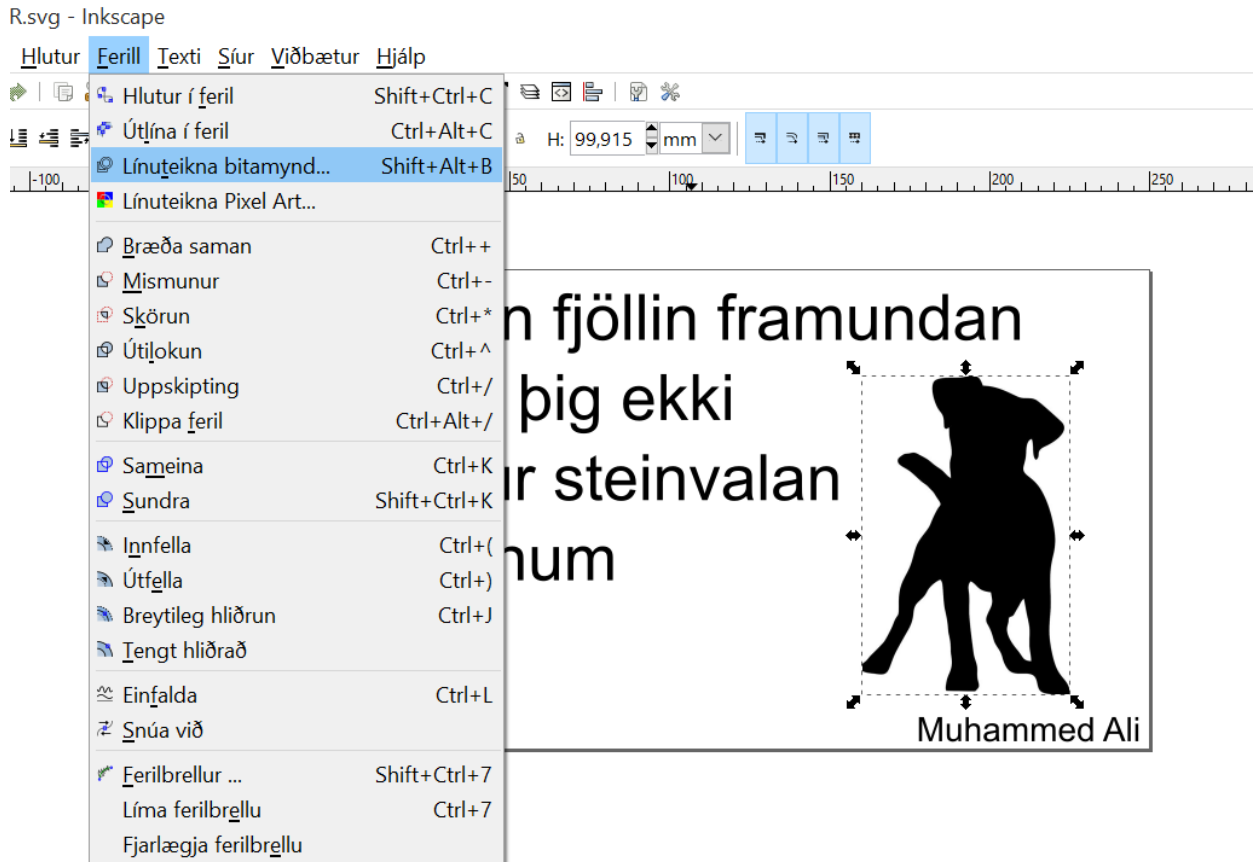 R.svg - Inkscape
Hlutur Ferill Texti Síur Viðbætur Hjálp
H: 99,915 mm
-100 50 100 150 200 250
Hlutur í feril Shift+Ctrl+C
Útlína í feril Ctrl+Alt+C
Línuteikna bitamynd... Shift+Alt+B
Línuteikna Pixel Art...
Bræða saman Ctrl++
Mismunur Ctrl+-
Skörun Ctrl+*
Útilokun Ctrl+^
Uppskipting Ctrl+/
Klippa feril Ctrl+Alt+/
Sameina Ctrl+K
Sundra Shift+Ctrl+K
Innfella Ctrl+(
Útfella Ctrl+)
Breytileg hliðrun Ctrl+J
Tengt hliðrað
Einfalda Ctrl+L
Snúa við
Ferilbrellur ... Shift+Ctrl+7
Líma ferilbrellu Ctrl+7
Fjarlægja ferilbrellu
n fjöllin framundan
þig ekki
ur steinvalan
num
Muhammed Ali